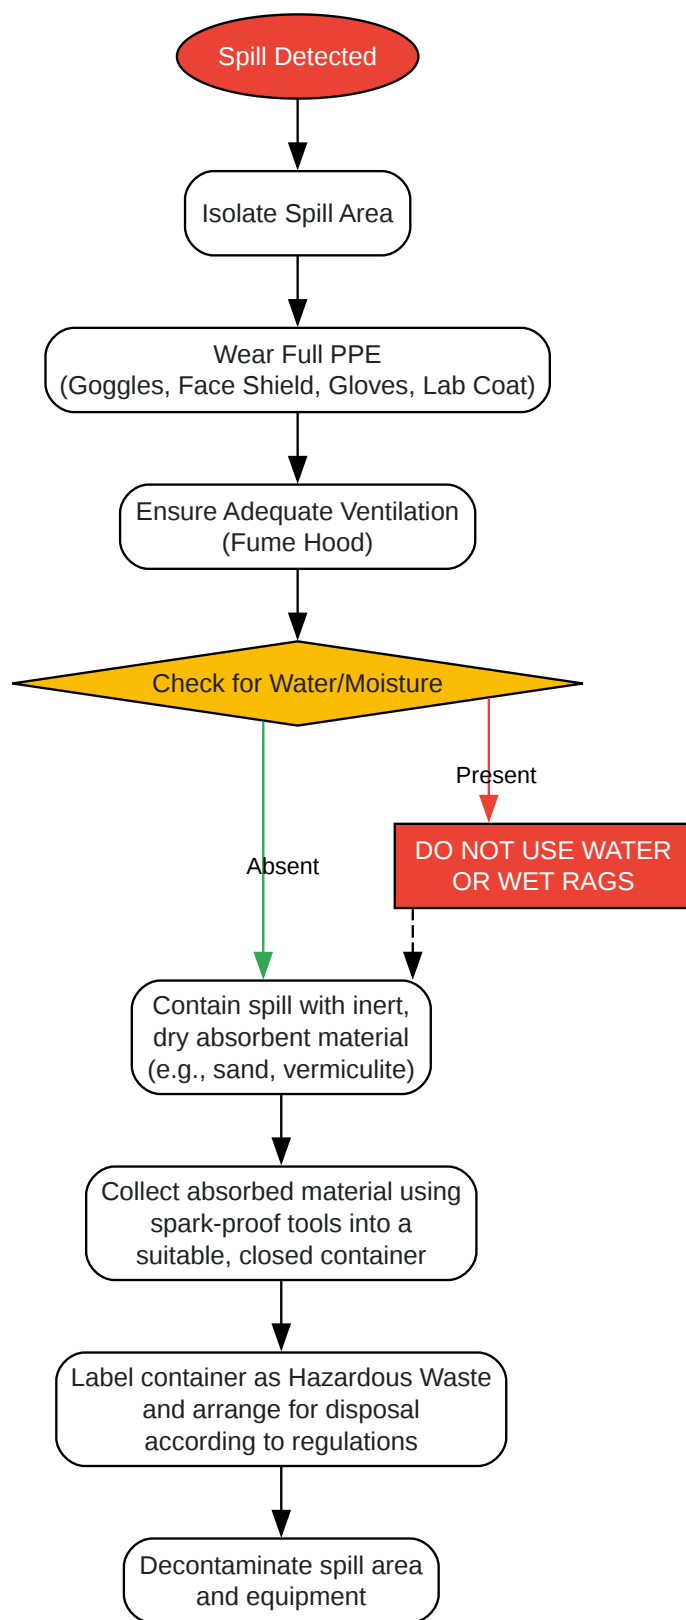 Spill Detected
Isolate Spill Area
Wear Full PPE
(Goggles, Face Shield, Gloves, Lab Coat)
Ensure Adequate Ventilation
(Fume Hood)
Check for Water/Moisture
Present
DO NOT USE WATER
OR WET RAGS
Absent
Contain spill with inert,
dry absorbent material
(e.g., sand, vermiculite)
Collect absorbed material using
spark-proof tools into a
suitable, closed container
Label container as Hazardous Waste
and arrange for disposal
according to regulations
Decontaminate spill area
and equipment